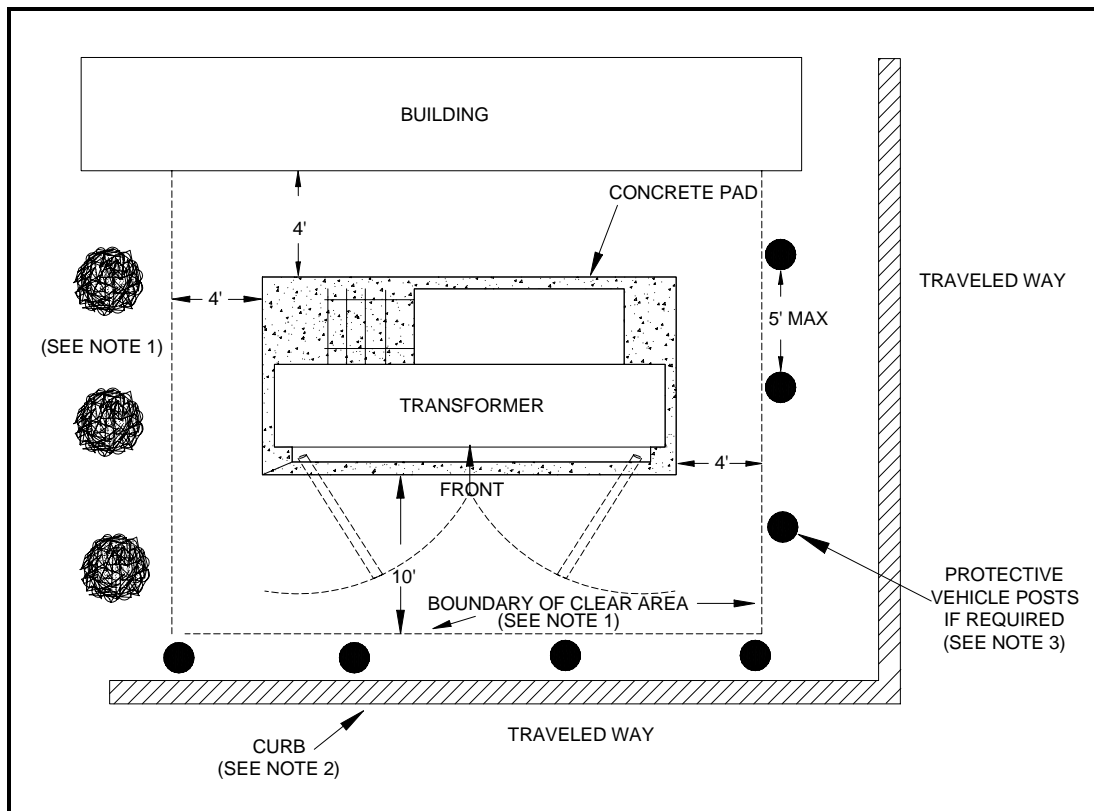 BUILDING
CONCRETE PAD
4'
TRAVELED WAY
4'
5' MAX
(SEE NOTE 1)
TRANSFORMER
4'
FRONT
10'
BOUNDARY OF CLEAR AREA
(SEE NOTE 1)
PROTECTIVE
VEHICLE POSTS
IF REQUIRED
(SEE NOTE 3)
TRAVELED WAY
CURB
(SEE NOTE 2)